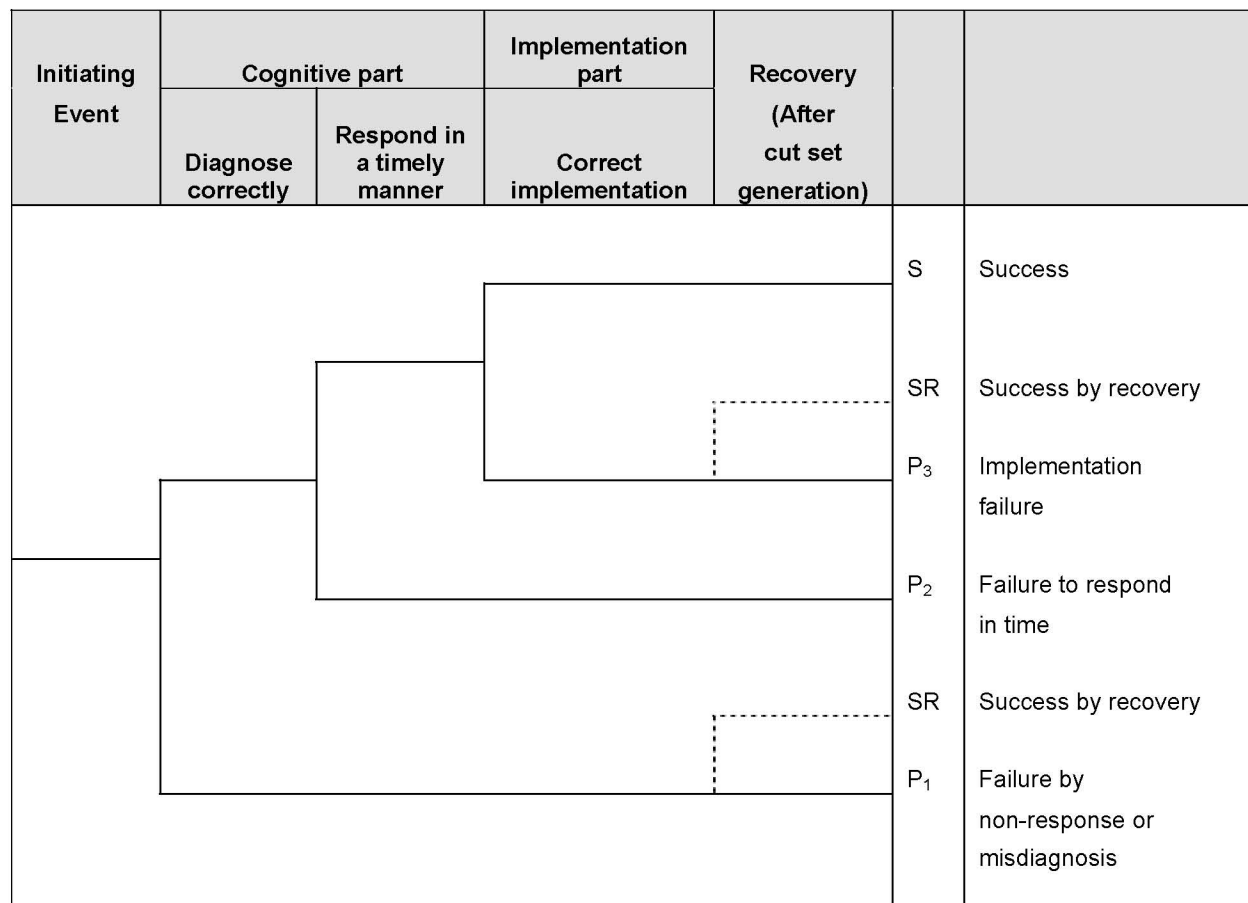 Initiating
Event
Cognitive part
Implementation
part
Recovery
(After
cut set
generation)
Diagnose
correctly
Respond in
a timely
manner
Correct
implementation
S
Success
SR
Success by recovery
P₃
Implementation
failure
P₂
Failure to respond
in time
SR
Success by recovery
P₁
Failure by
non-response or
misdiagnosis